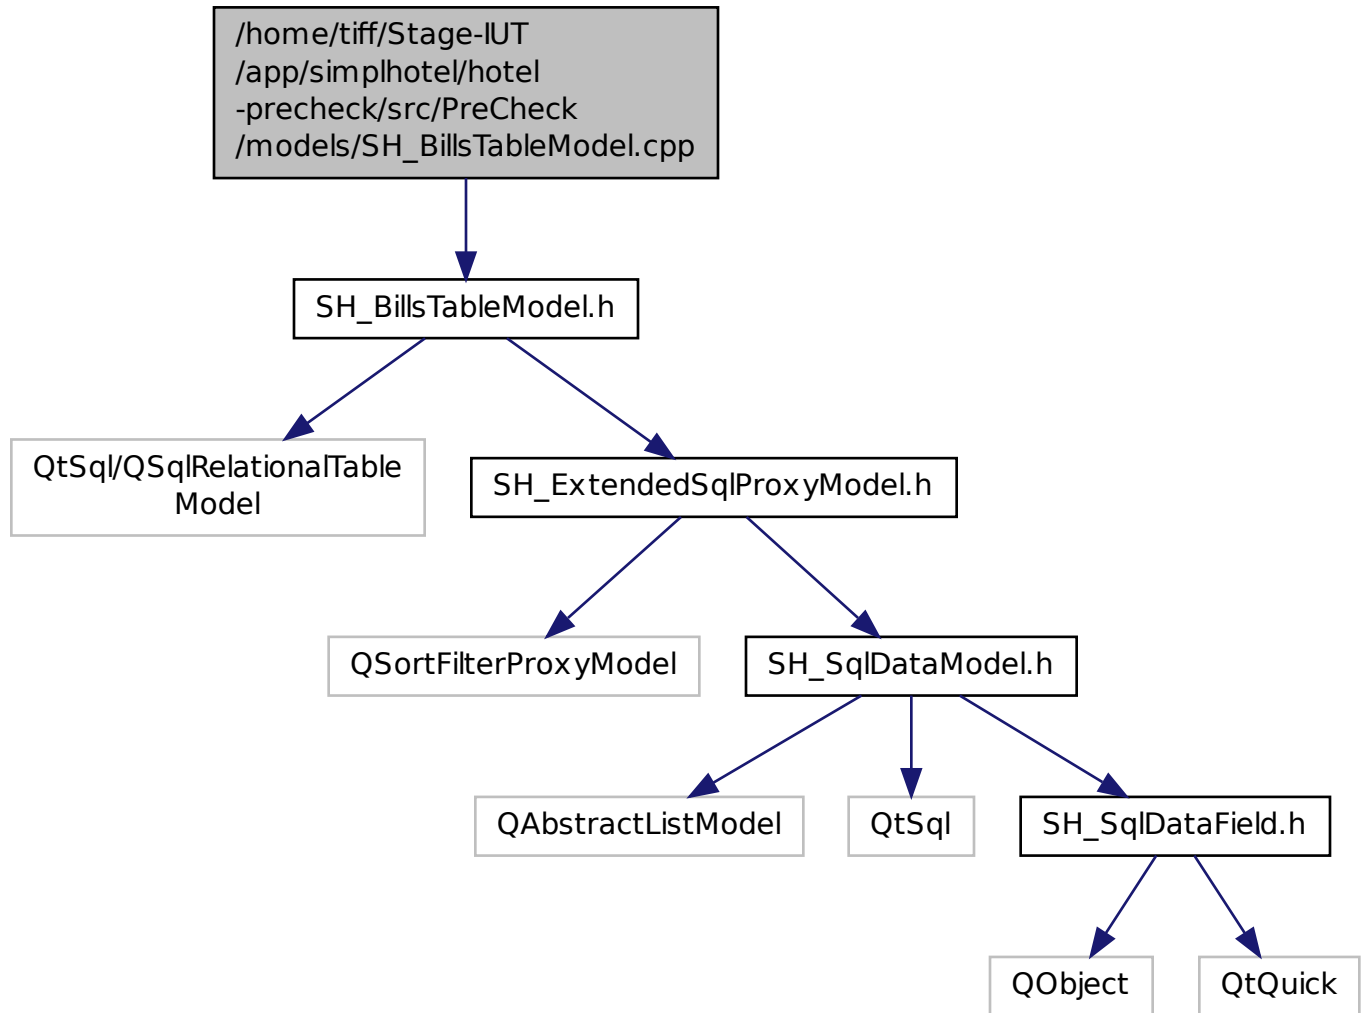 /home/tiff/Stage-IUT
/app/simplhotel/hotel
-precheck/src/PreCheck
/models/SH_BillsTableModel.cpp
SH_BillsTableModel.h
QtSql/QSqlRelationalTable
Model
SH_ExtendedSqlProxyModel.h
QSortFilterProxyModel
SH_SqlDataModel.h
QAbstractListModel
QtSql
SH_SqlDataField.h
QObject
QtQuick